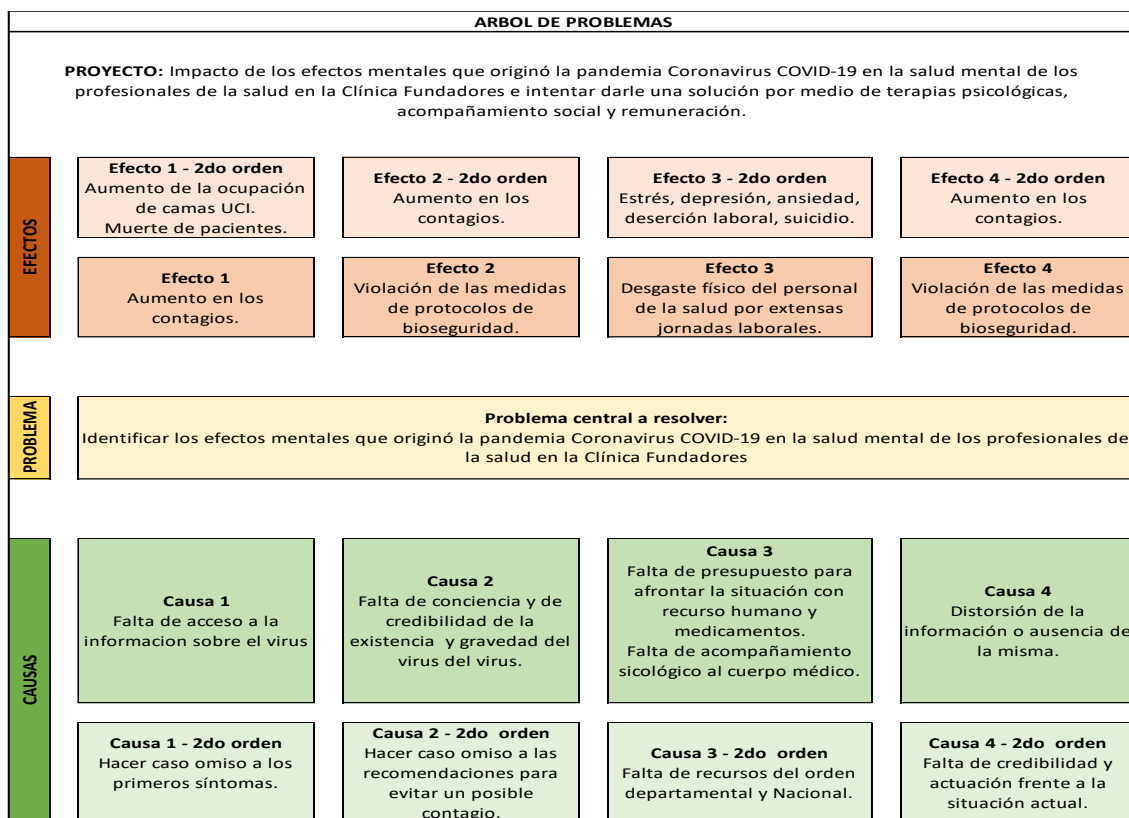 ARBOL DE PROBLEMAS
PROYECTO: Impacto de los efectos mentales que originó la pandemia Coronavirus COVID-19 en la salud mental de los
profesionales de la salud en la Clínica Fundadores e intentar darle una solución por medio de terapias psicológicas,
acompañamiento social y remuneración.
EFECTOS
Efecto 1 - 2do orden
Aumento de la ocupación
de camas UCI.
Muerte de pacientes.
Efecto 2 - 2do orden
Aumento en los
contagios.
Efecto 3 - 2do orden
Estrés, depresión, ansiedad,
deserción laboral, suicidio.
Efecto 4 - 2do orden
Aumento en los
contagios.
Efecto 1
Aumento en los
contagios.
Efecto 2
Violación de las medidas
de protocolos de
bioseguridad.
Efecto 3
Desgaste físico del personal
de la salud por extensas
jornadas laborales.
Efecto 4
Violación de las medidas
de protocolos de
bioseguridad.
PROBLEMA
Problema central a resolver:
Identificar los efectos mentales que originó la pandemia Coronavirus COVID-19 en la salud mental de los profesionales de
la salud en la Clínica Fundadores
CAUSAS
Causa 1
Falta de acceso a la
informacion sobre el virus
Causa 2
Falta de conciencia y de
credibilidad de la
existencia y gravedad del
virus del virus.
Causa 3
Falta de presupuesto para
afrontar la situación con
recurso humano y
medicamentos.
Falta de acompañamiento
sicológico al cuerpo médico.
Causa 4
Distorsión de la
información o ausencia de
la misma.
Causa 1 - 2do orden
Hacer caso omiso a los
primeros síntomas.
Causa 2 - 2do orden
Hacer caso omiso a las
recomendaciones para
evitar un posible
contagio.
Causa 3 - 2do orden
Falta de recursos del orden
departamental y Nacional.
Causa 4 - 2do orden
Falta de credibilidad y
actuación frente a la
situación actual.